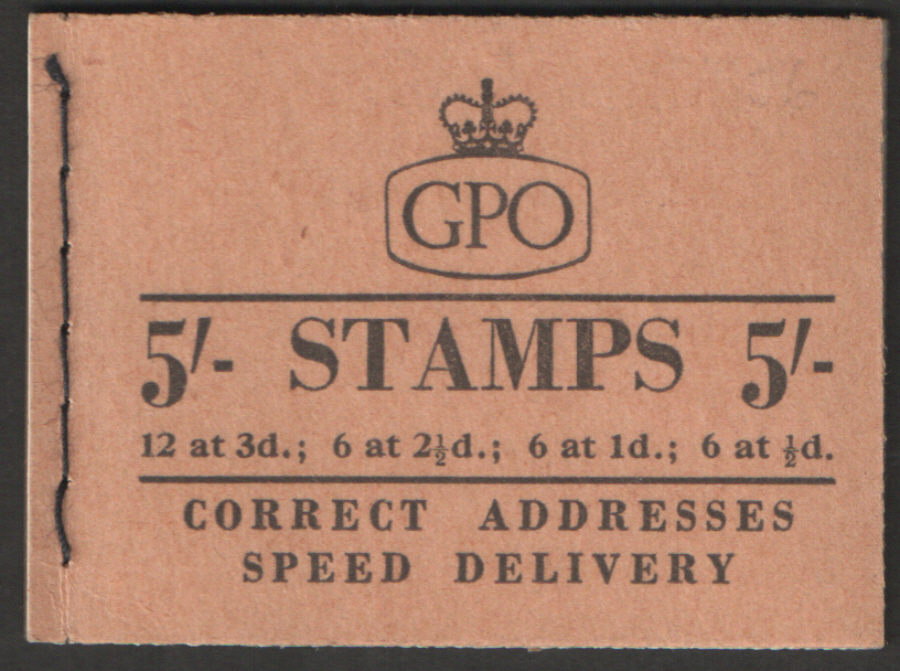 GPO
5/- STAMPS 5/-
12 at 3d.; 6 at 2½d.; 6 at 1d.; 6 at ½d.
CORRECT ADDRESSES
SPEED DELIVERY